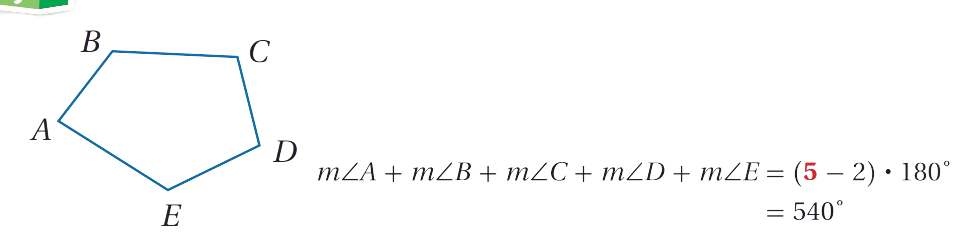 B
C
A
D
E
m∠A + m∠B + m∠C + m∠D + m∠E = (5 − 2) • 180°
= 540°